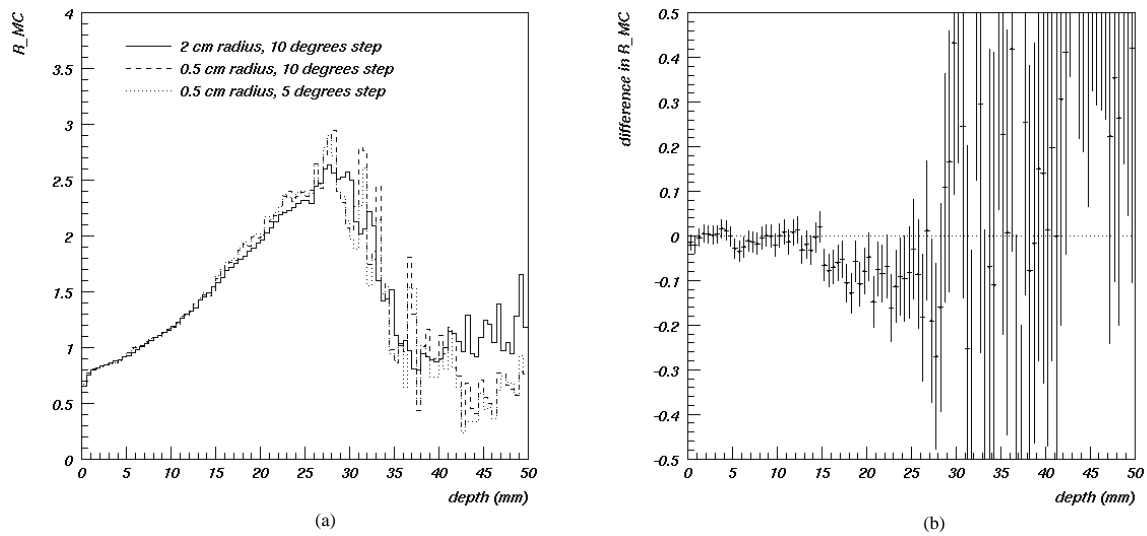 R_MC
4
3.5
3
2.5
2
1.5
1
0.5
0
2 cm radius, 10 degrees step
0.5 cm radius, 10 degrees step
0.5 cm radius, 5 degrees step
0 5 10 15 20 25 30 35 40 45 50
depth (mm)
(a)
difference in R_MC
0.5
0.4
0.3
0.2
0.1
0
-0.1
-0.2
-0.3
-0.4
-0.5
0 5 10 15 20 25 30 35 40 45 50
depth (mm)
(b)